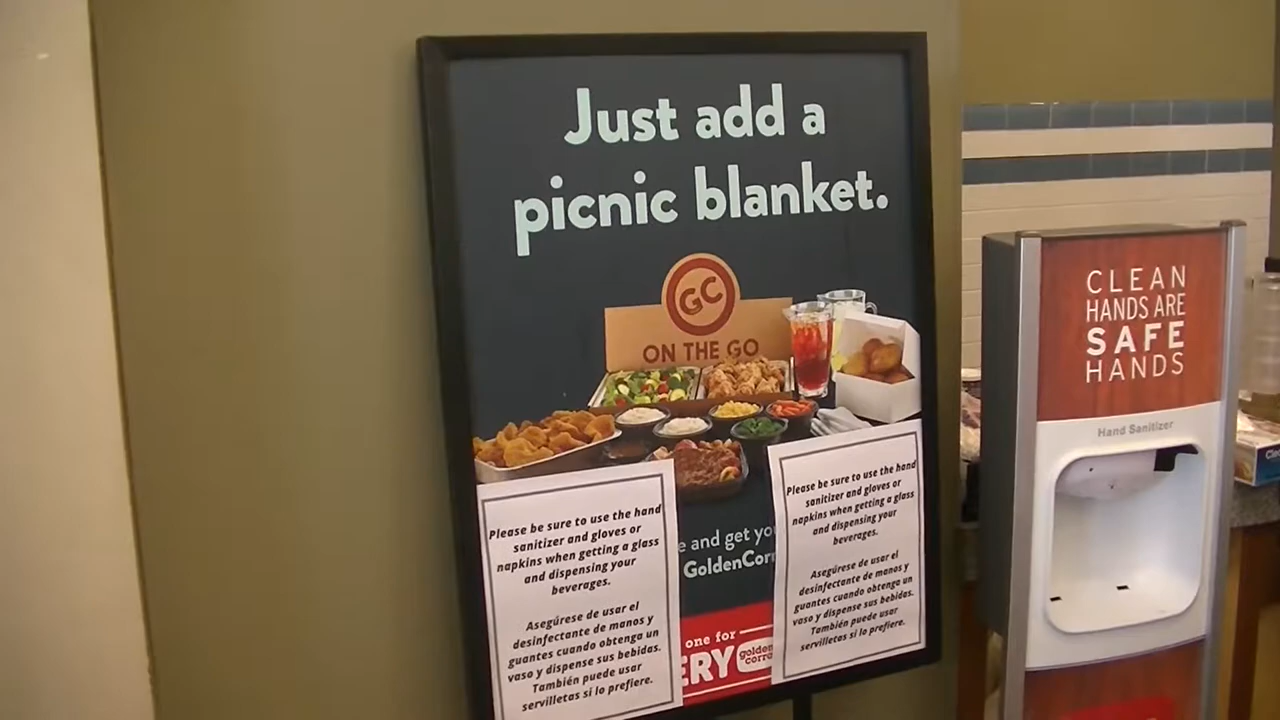 Just add a
picnic blanket.
GC
ON THE GO
Please be sure to use the hand
sanitizer and gloves or
napkins when getting a glass
and dispensing your
beverages.
Asegúrese de usar el
desinfectante de manos y
guantes cuando obtenga un
vaso y dispense sus bebidas.
También puede usar
servilletas si lo prefiere.
and get
one for
golden
Please be sure to use the hand
sanitizer and gloves or
napkins when getting a glass
and dispensing your
beverages.
Asegúrese de usar el
desinfectante de manos y
guantes cuando obtenga un
vaso y dispense sus bebidas.
También puede usar
servilletas si lo prefiere.
CLEAN
HANDS ARE
SAFE
HANDS
Hand Sanitizer